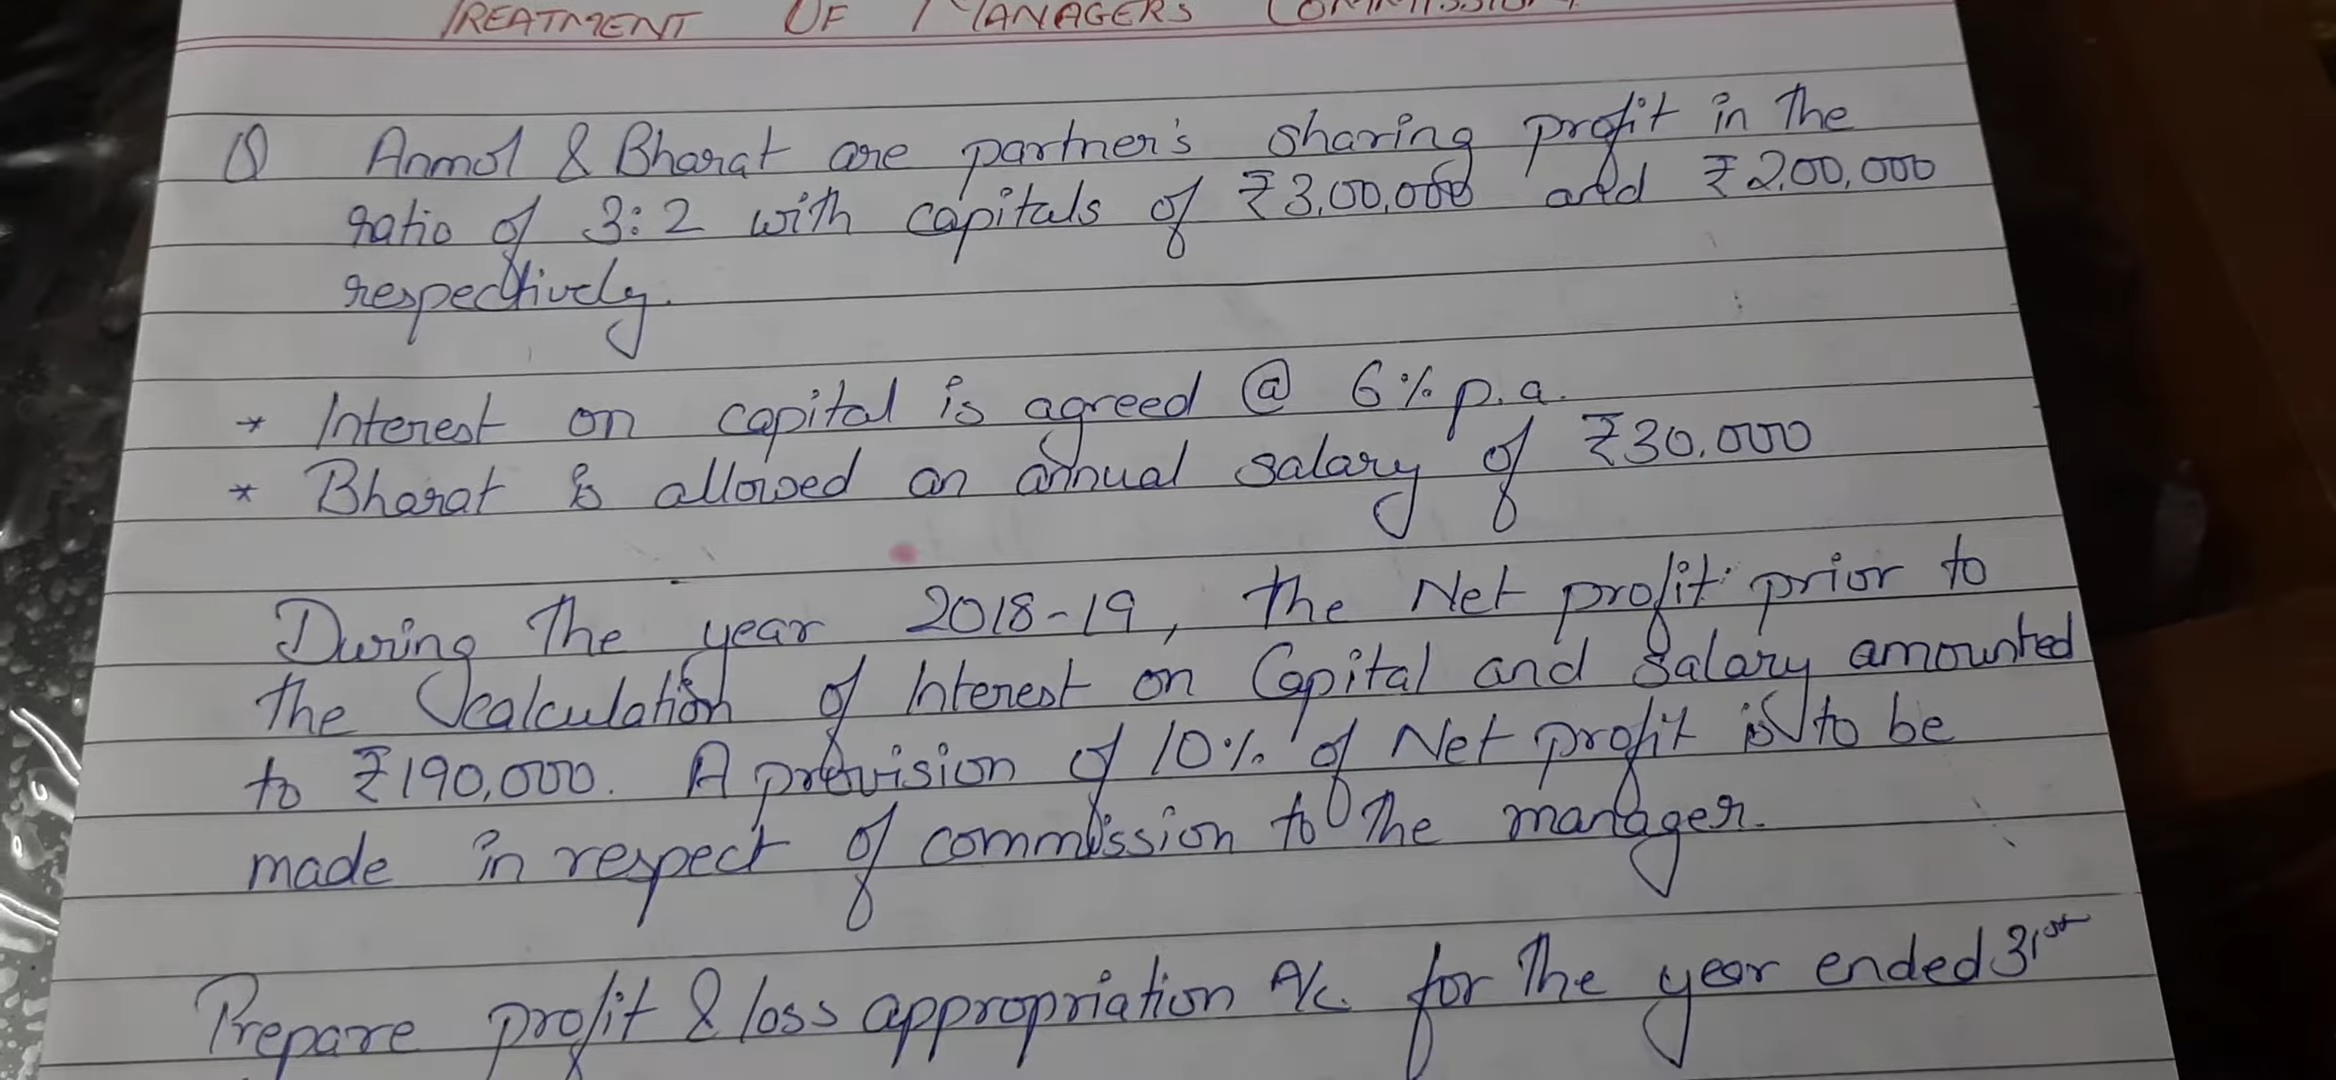 TREATMENT OF MANAGERS COMMISSION.
Q Anmol & Bharat are partner's sharing profit in the
ratio of 3:2 with capitals of ₹3,00,000 and ₹2,00,000
respectively.
* Interest on capital is agreed @ 6% p.a.
* Bharat is allowed an annual salary of ₹30,000
During the year 2018-19, the Net profit prior to
the calculation of Interest on Capital and Salary amounted
to ₹190,000. A provision of 10% of Net profit is to be
made in respect of commission to the manager.
Prepare profit & loss appropriation A/c. for the year ended 31st